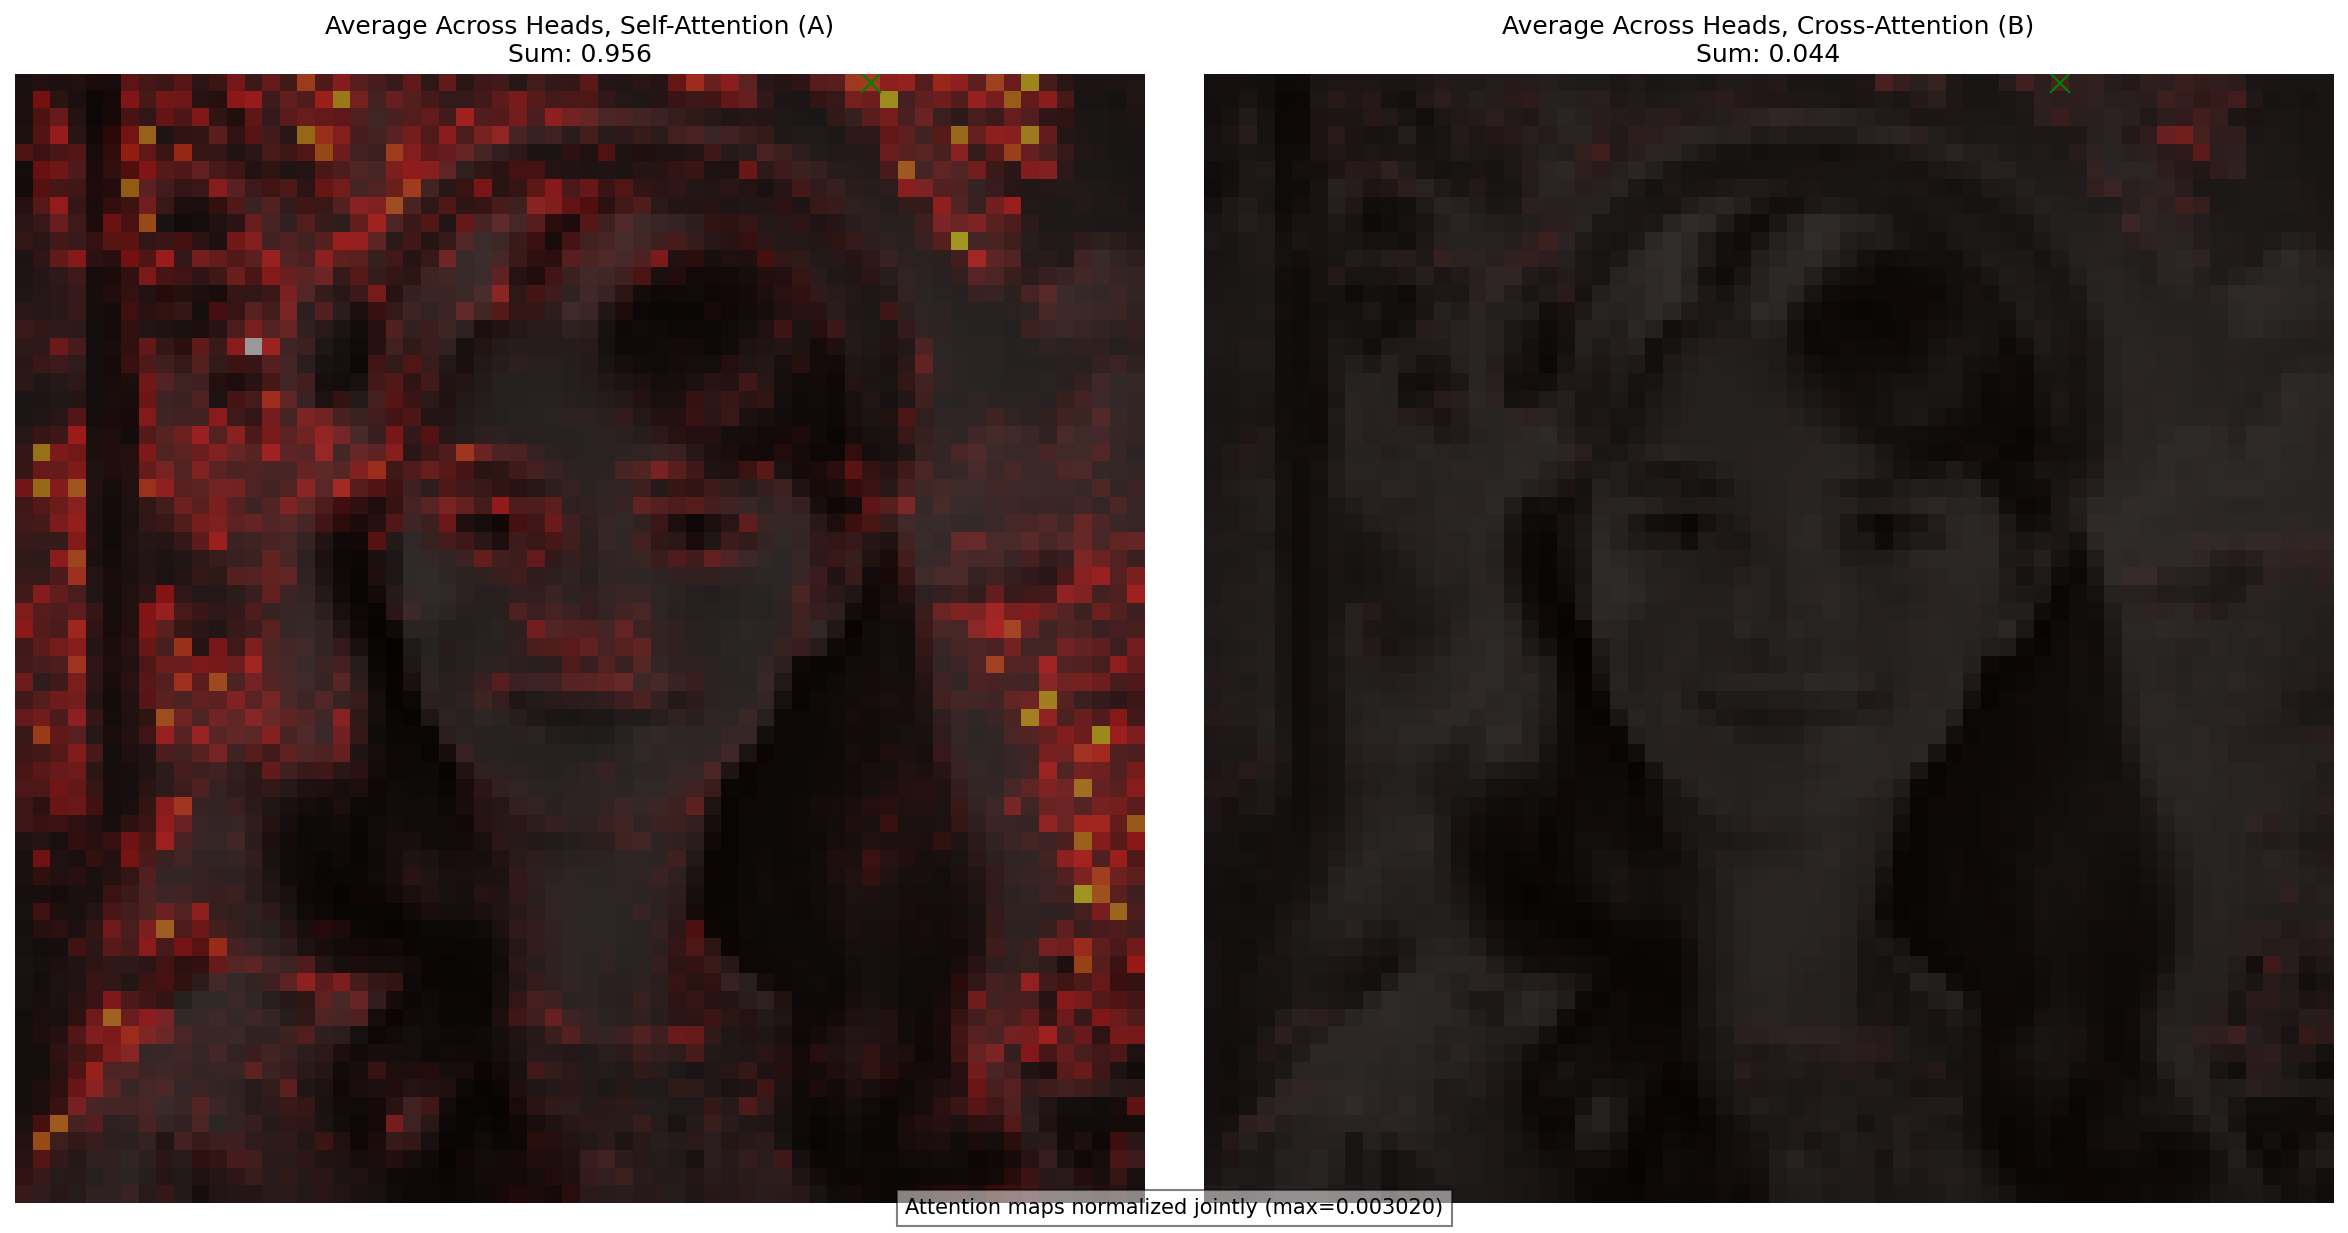 Average Across Heads, Self-Attention (A)
Sum: 0.956
Average Across Heads, Cross-Attention (B)
Sum: 0.044
Attention maps normalized jointly (max=0.003020)